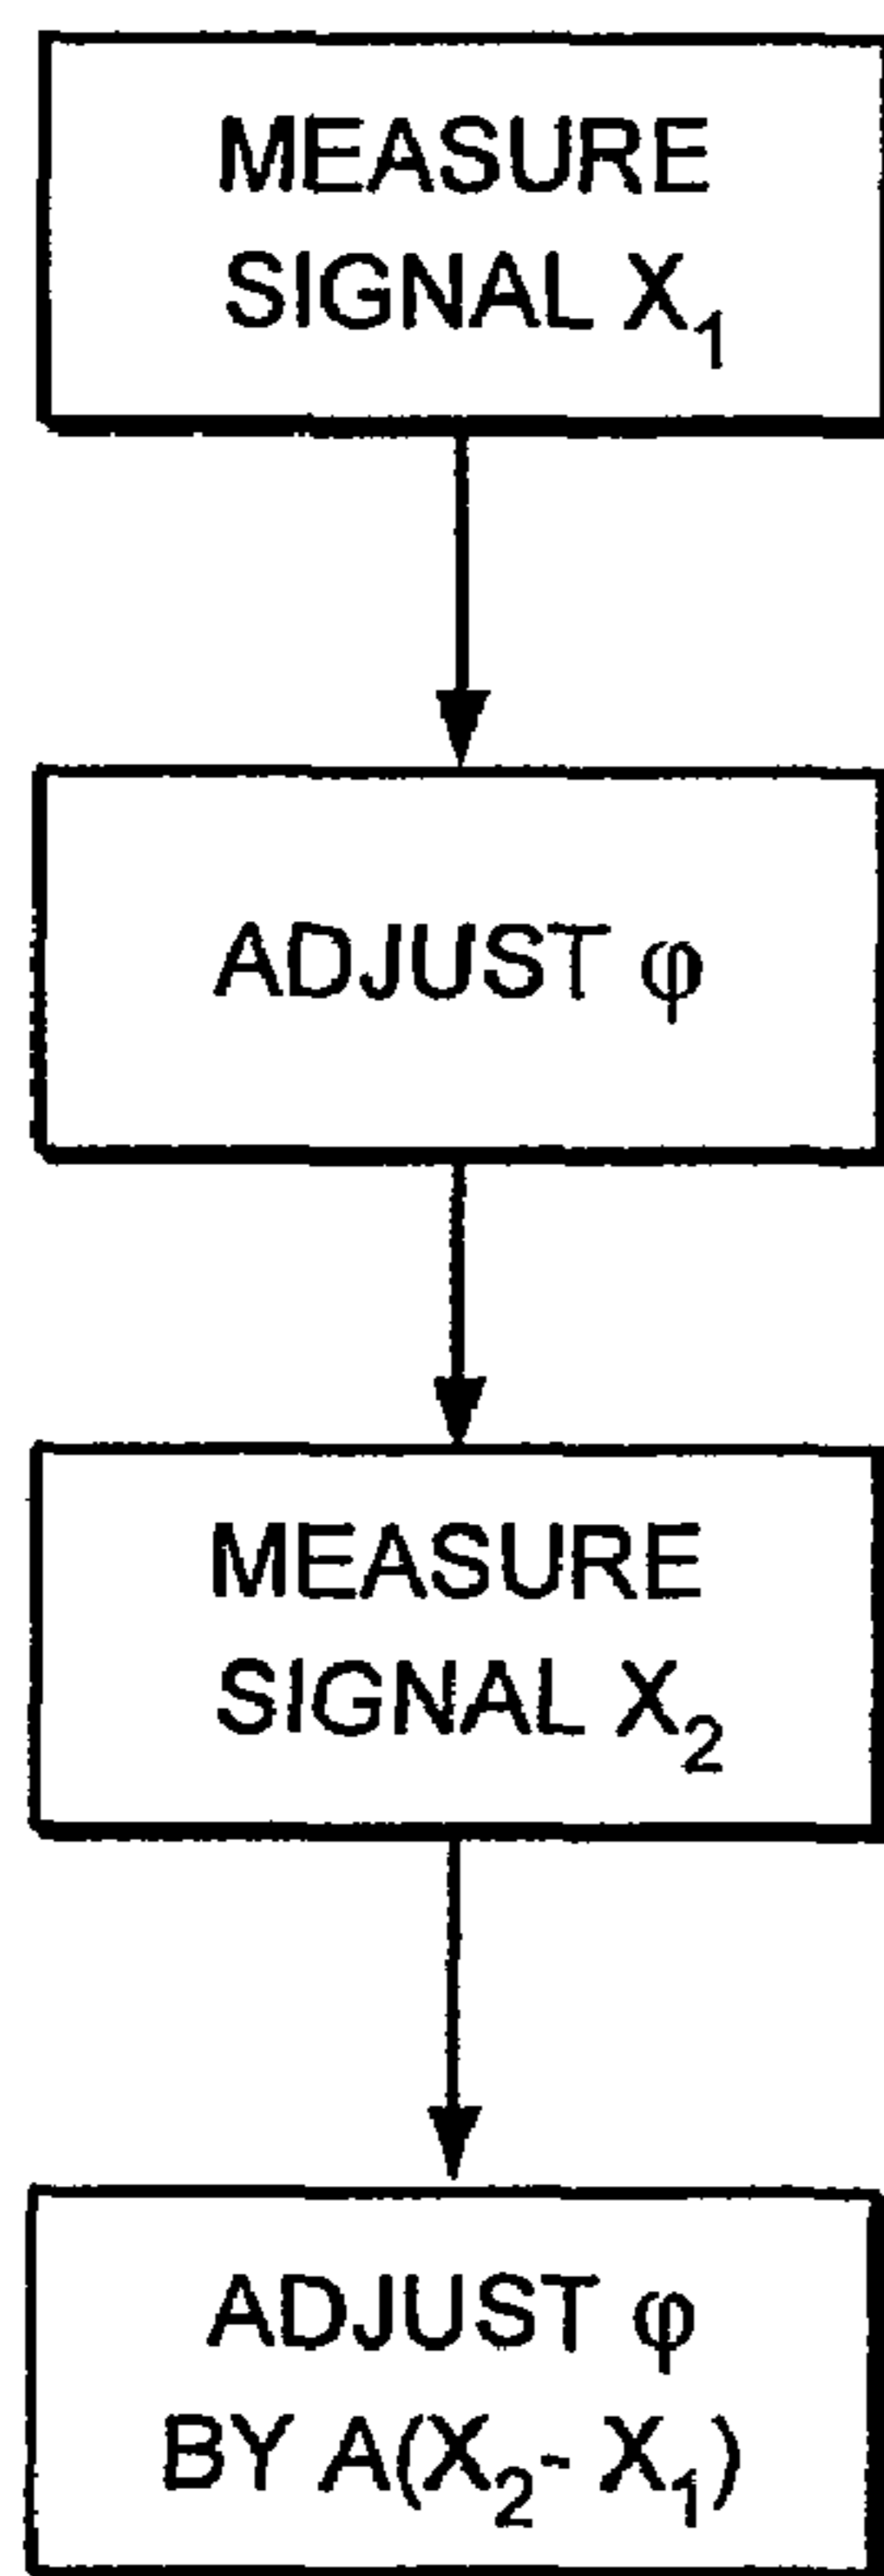 MEASURE
SIGNAL X₁
ADJUST φ
MEASURE
SIGNAL X₂
ADJUST φ
BY A(X₂- X₁)